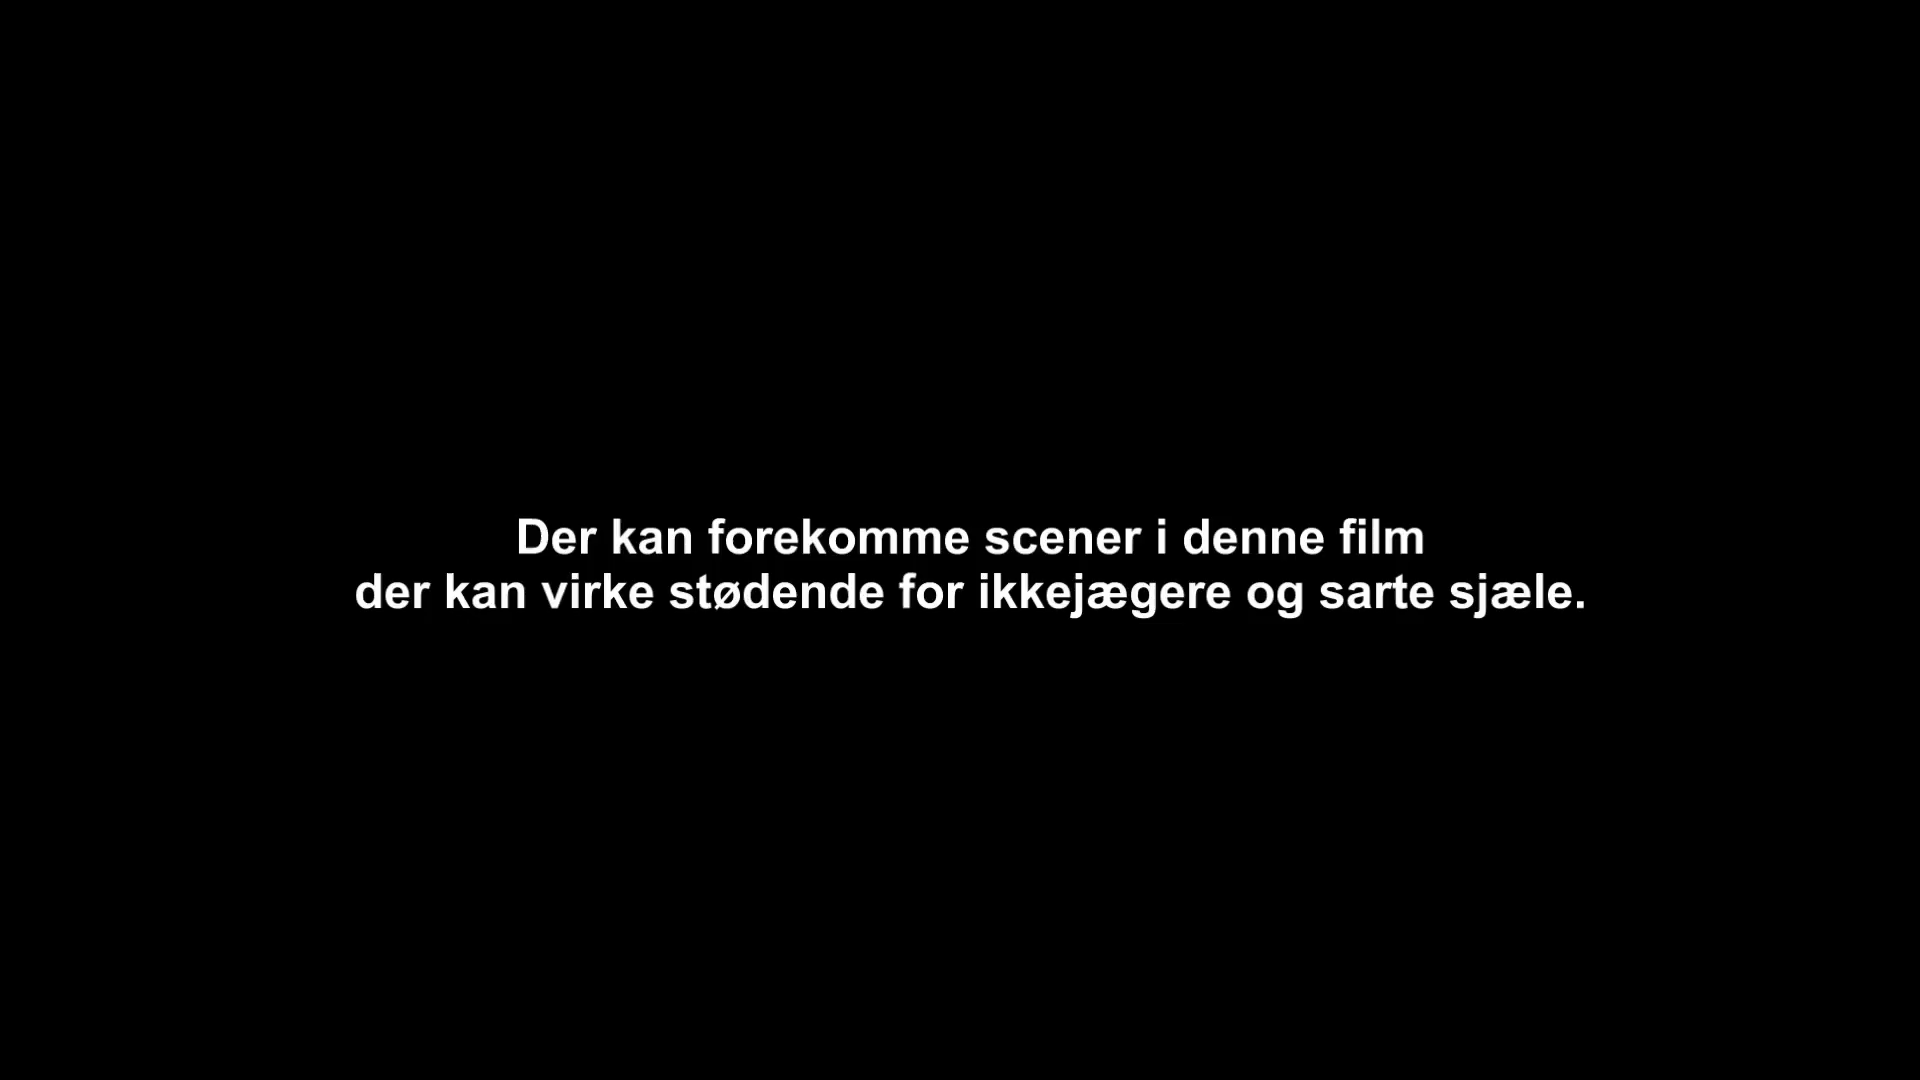 Der kan forekomme scener i denne film
der kan virke stødende for ikkejægere og sarte sjæle.